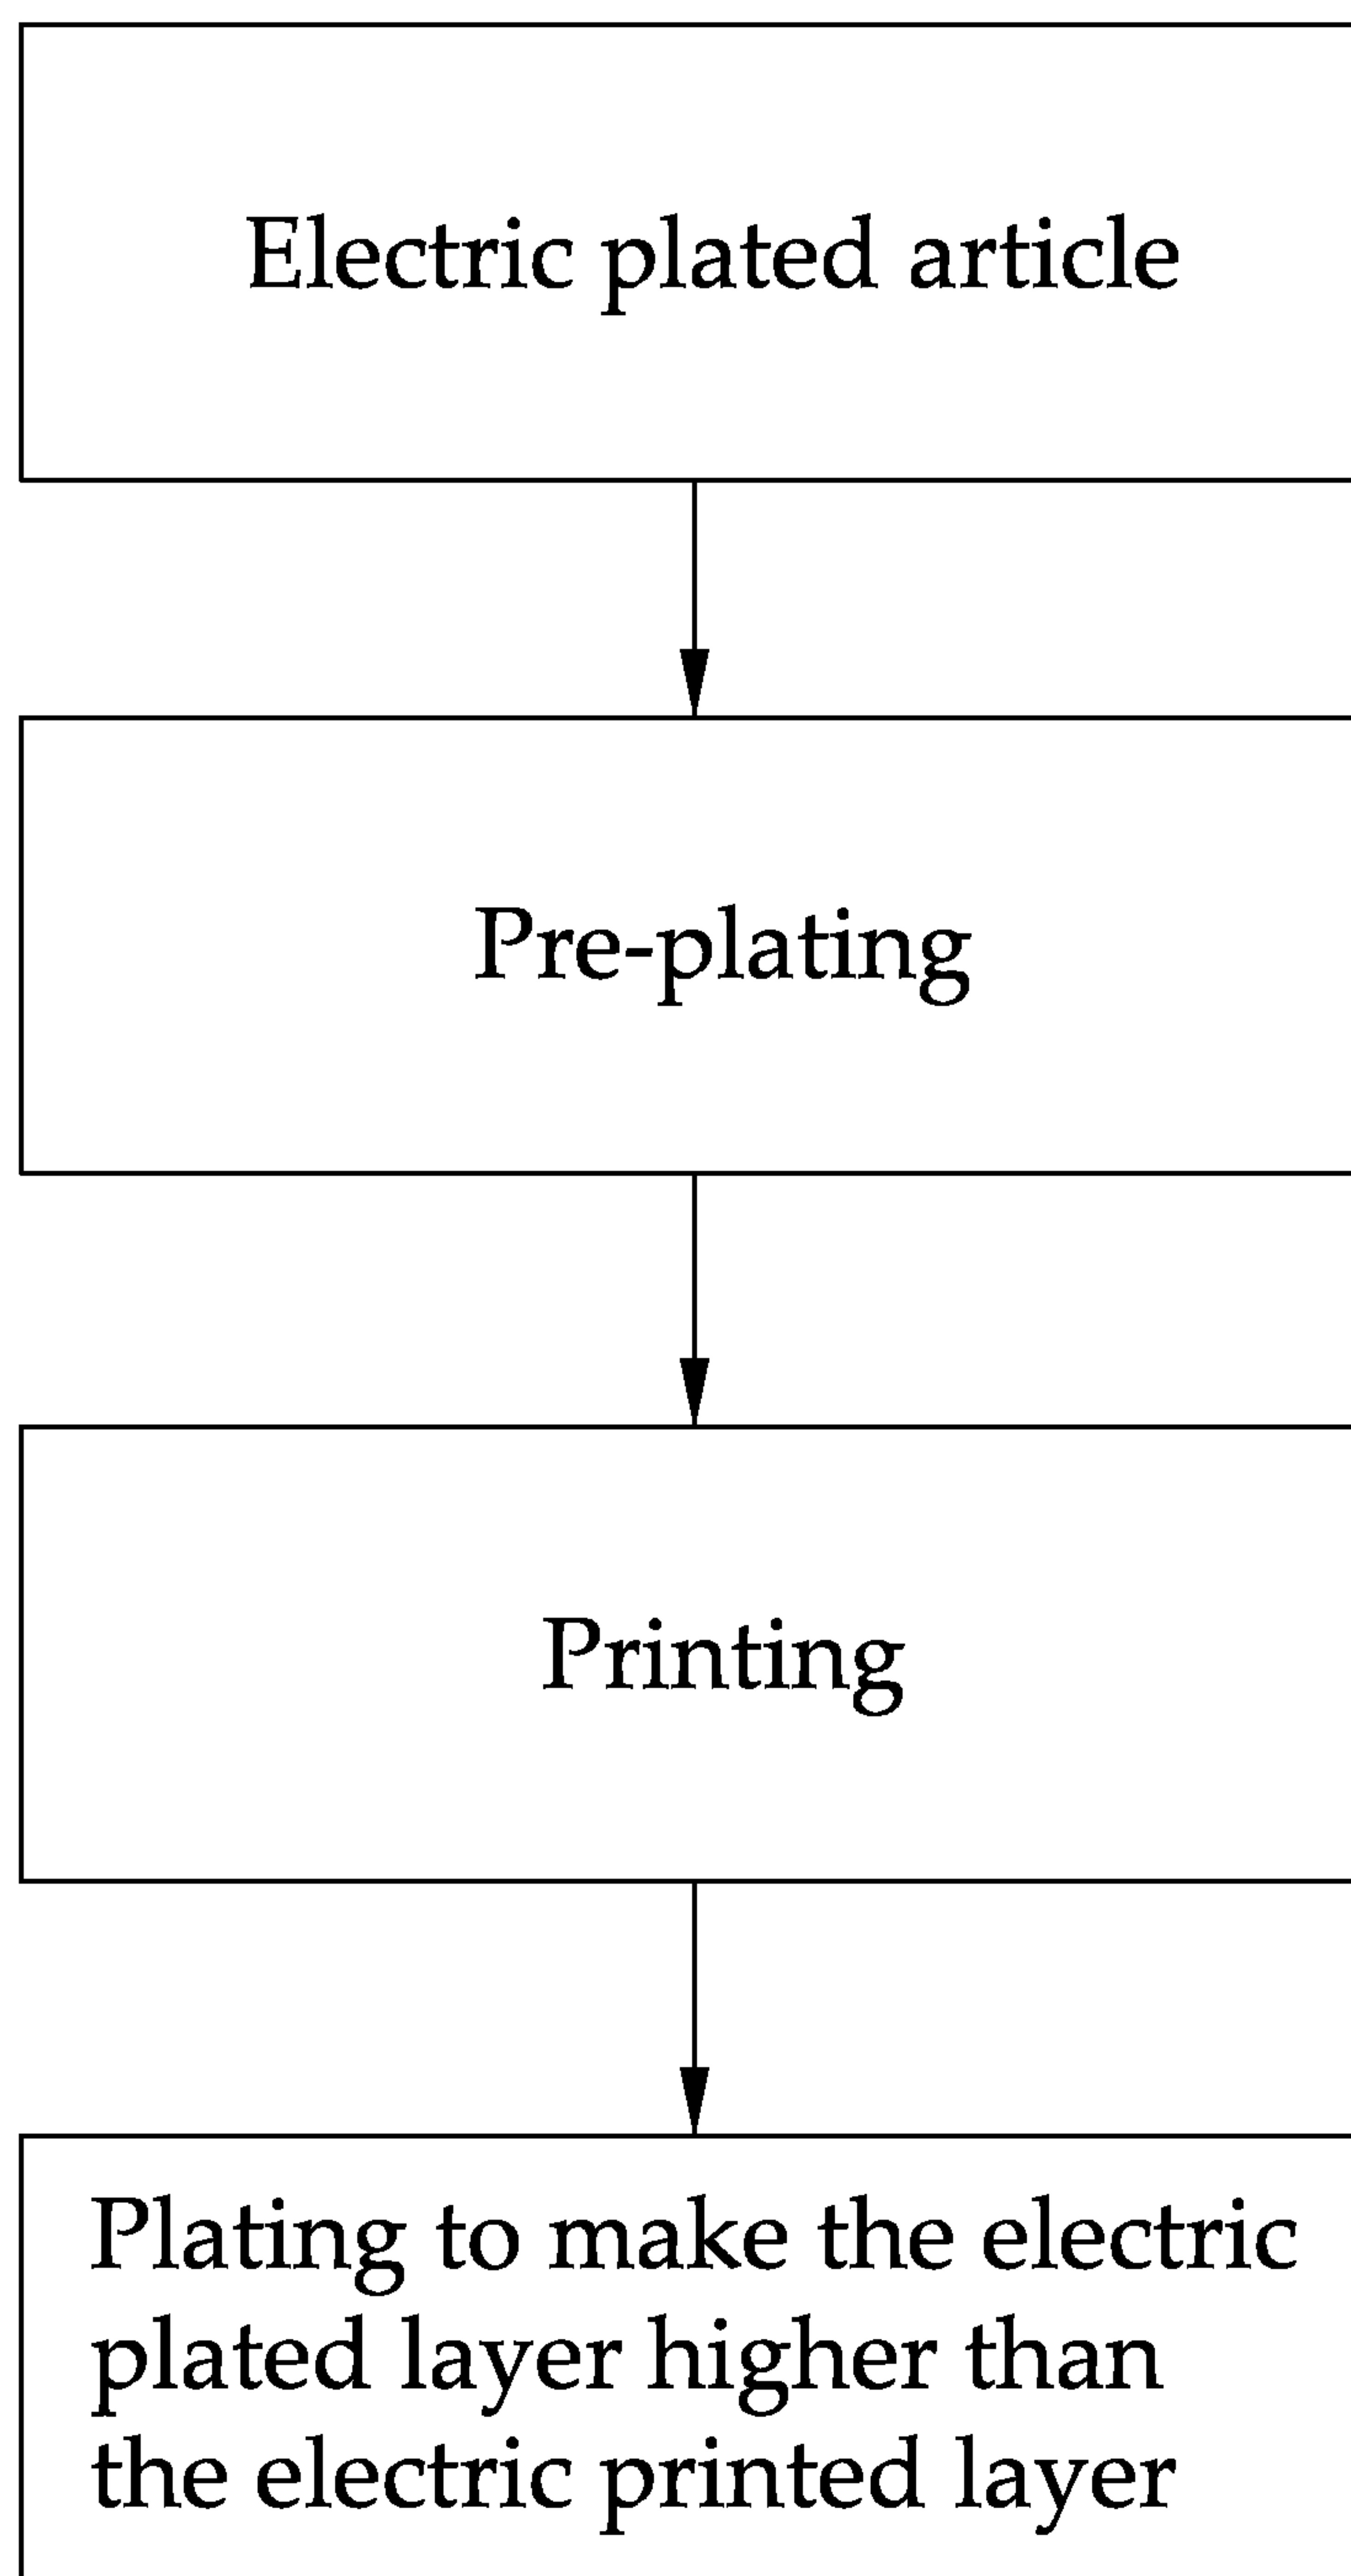 Electric plated article
Pre-plating
Printing
Plating to make the electric
plated layer higher than
the electric printed layer